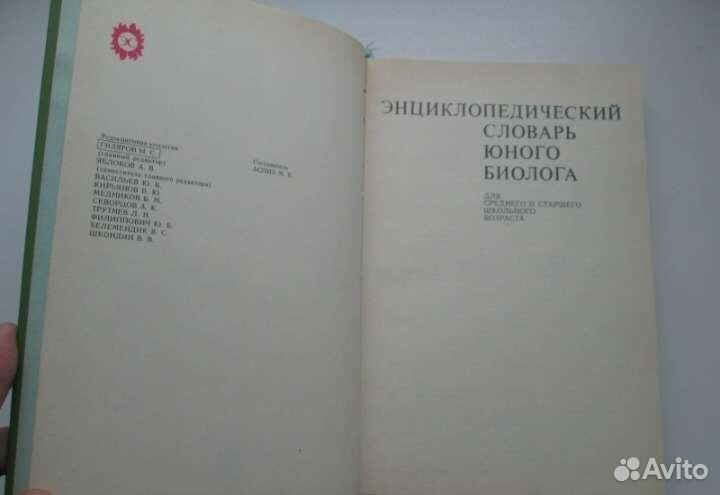 Редакционная коллегия:
ГИЛЯРОВ М. С.
(главный редактор)
ЯБЛОКОВ А. В.
(заместитель главного редактора)
ВАСИЛЬЕВ Ю. В.
КИРЬЯНОВ В. Ю.
МЕДНИКОВ Б. М.
СКВОРЦОВ А. К.
ТРУТНЕВ Л. Н.
ФИЛИППОВИЧ Ю. Б.
ХЕЛЕМЕНДИК В. С.
ШКОНДИН В. В.
Составитель
АСПИЗ М. Е.
ЭНЦИКЛОПЕДИЧЕСКИЙ
СЛОВАРЬ
ЮНОГО
БИОЛОГА
ДЛЯ
СРЕДНЕГО И СТАРШЕГО
ШКОЛЬНОГО
ВОЗРАСТА
Avito